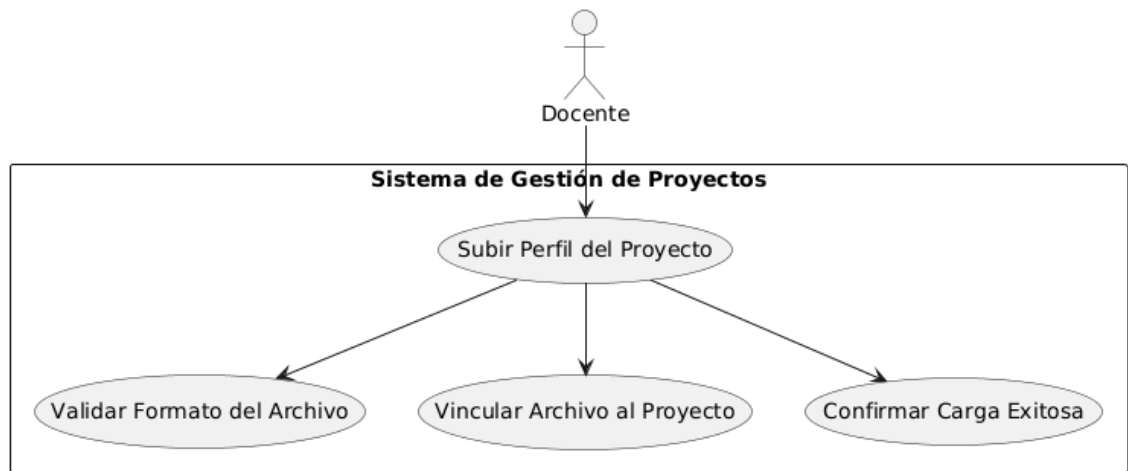 Docente
Sistema de Gestión de Proyectos
Subir Perfil del Proyecto
Validar Formato del Archivo
Vincular Archivo al Proyecto
Confirmar Carga Exitosa